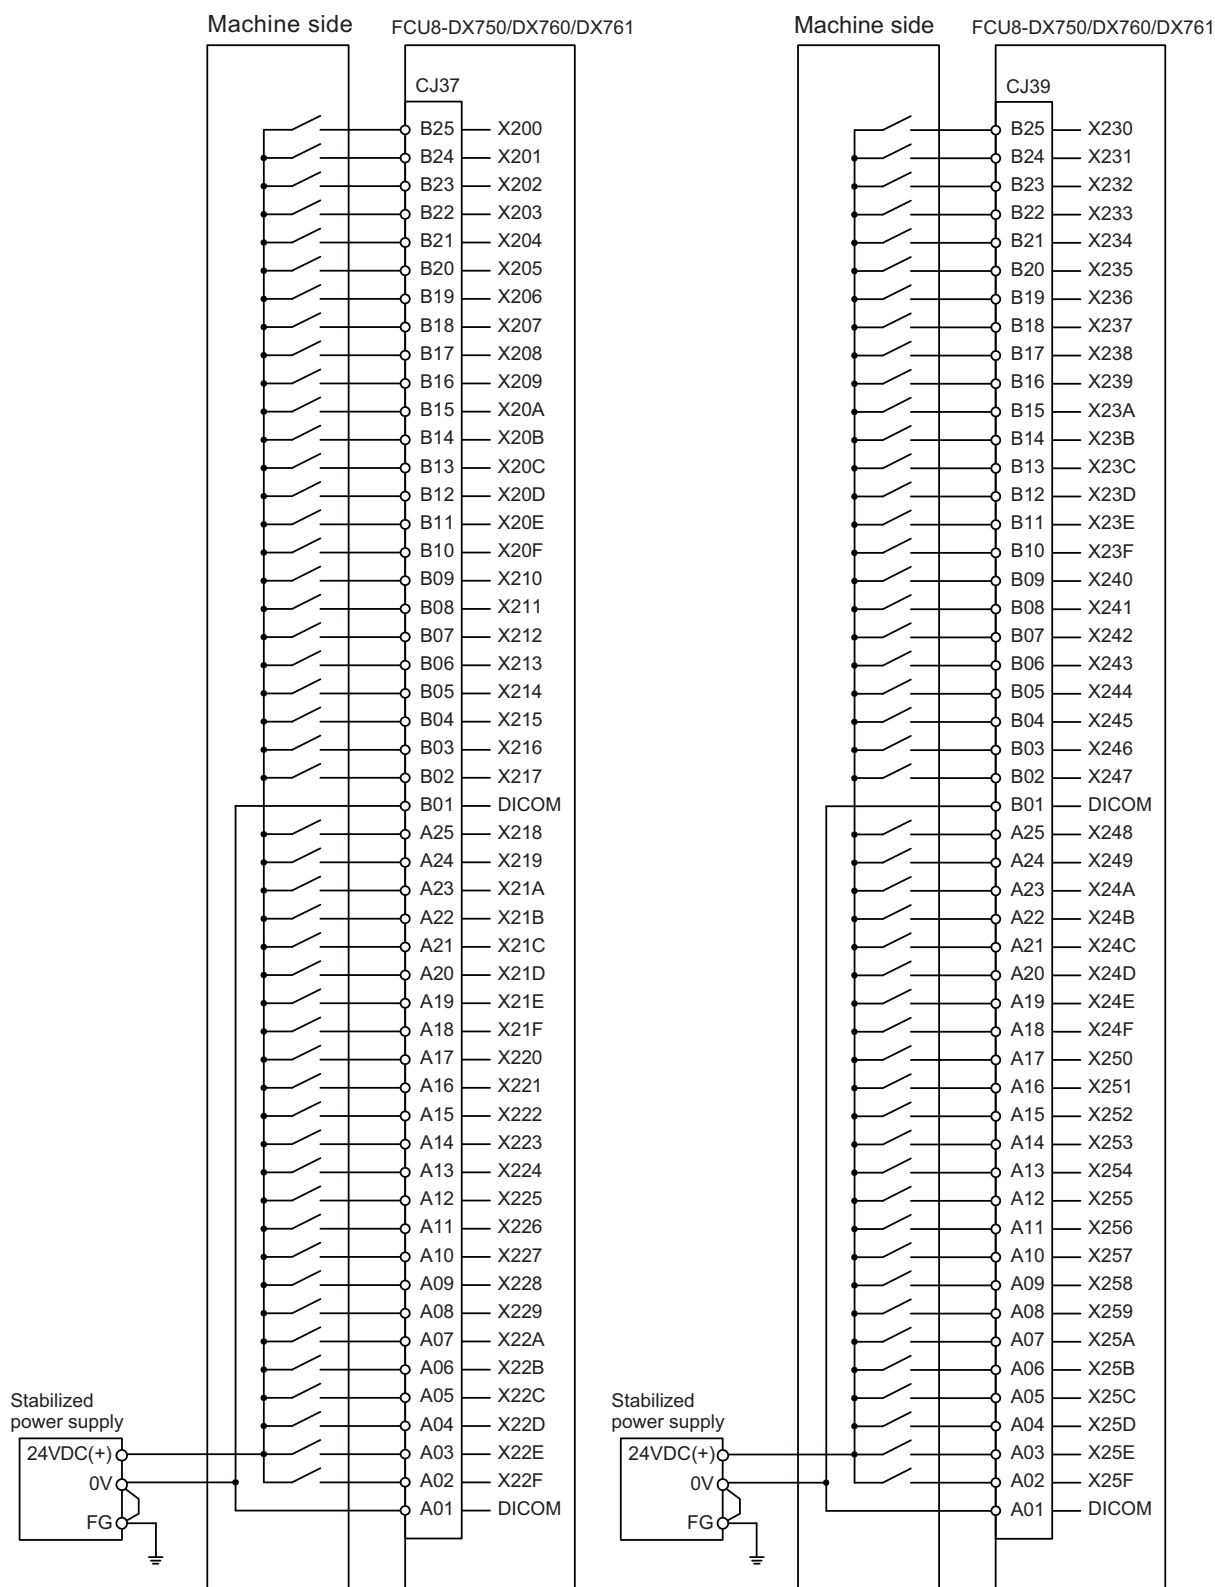 Machine side
FCU8-DX750/DX760/DX761
CJ37
B25 X200
B24 X201
B23 X202
B22 X203
B21 X204
B20 X205
B19 X206
B18 X207
B17 X208
B16 X209
B15 X20A
B14 X20B
B13 X20C
B12 X20D
B11 X20E
B10 X20F
B09 X210
B08 X211
B07 X212
B06 X213
B05 X214
B04 X215
B03 X216
B02 X217
B01 DICOM
A25 X218
A24 X219
A23 X21A
A22 X21B
A21 X21C
A20 X21D
A19 X21E
A18 X21F
A17 X220
A16 X221
A15 X222
A14 X223
A13 X224
A12 X225
A11 X226
A10 X227
A09 X228
A08 X229
A07 X22A
A06 X22B
A05 X22C
A04 X22D
A03 X22E
A02 X22F
A01 DICOM
Stabilized
power supply
24VDC(+)
0V
FG
Machine side
FCU8-DX750/DX760/DX761
CJ39
B25 X230
B24 X231
B23 X232
B22 X233
B21 X234
B20 X235
B19 X236
B18 X237
B17 X238
B16 X239
B15 X23A
B14 X23B
B13 X23C
B12 X23D
B11 X23E
B10 X23F
B09 X240
B08 X241
B07 X242
B06 X243
B05 X244
B04 X245
B03 X246
B02 X247
B01 DICOM
A25 X248
A24 X249
A23 X24A
A22 X24B
A21 X24C
A20 X24D
A19 X24E
A18 X24F
A17 X250
A16 X251
A15 X252
A14 X253
A13 X254
A12 X255
A11 X256
A10 X257
A09 X258
A08 X259
A07 X25A
A06 X25B
A05 X25C
A04 X25D
A03 X25E
A02 X25F
A01 DICOM
Stabilized
power supply
24VDC(+)
0V
FG